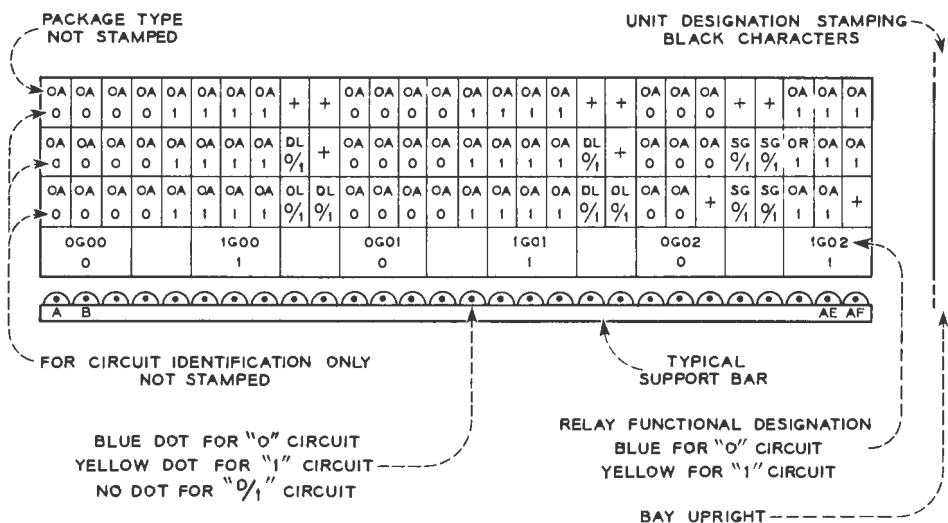 PACKAGE TYPE
NOT STAMPED
UNIT DESIGNATION STAMPING
BLACK CHARACTERS
OA OA OA OA OA OA OA OA + + OA OA OA OA OA OA OA OA + + OA OA OA + + OA OA OA
0 0 0 0 1 1 1 1 0 0 0 0 1 1 1 1 0 0 0 1 1 1
OA OA OA OA OA OA OA OA DL + OA OA OA OA OA OA OA OA DL + OA OA OA SG SG OR OA OA
0 0 0 0 1 1 1 1 0/1 0 0 0 0 1 1 1 1 0/1 0 0 0 0/1 0/1 1 1 1
OA OA OA OA OA OA OA OA DL DL OA OA OA OA OA OA OA OA DL DL OA OA + SG SG OA OA +
0 0 0 0 1 1 1 1 0/1 0/1 0 0 0 0 1 1 1 1 0/1 0/1 0 0 0/1 0/1 1 1
0G00 1G00 0G01 1G01 0G02 1G02
0 1 0 1 0 1
A B AE AF
FOR CIRCUIT IDENTIFICATION ONLY
NOT STAMPED
TYPICAL
SUPPORT BAR
BLUE DOT FOR "0" CIRCUIT
YELLOW DOT FOR "1" CIRCUIT
NO DOT FOR "0/1" CIRCUIT
RELAY FUNCTIONAL DESIGNATION
BLUE FOR "0" CIRCUIT
YELLOW FOR "1" CIRCUIT
BAY UPRIGHT